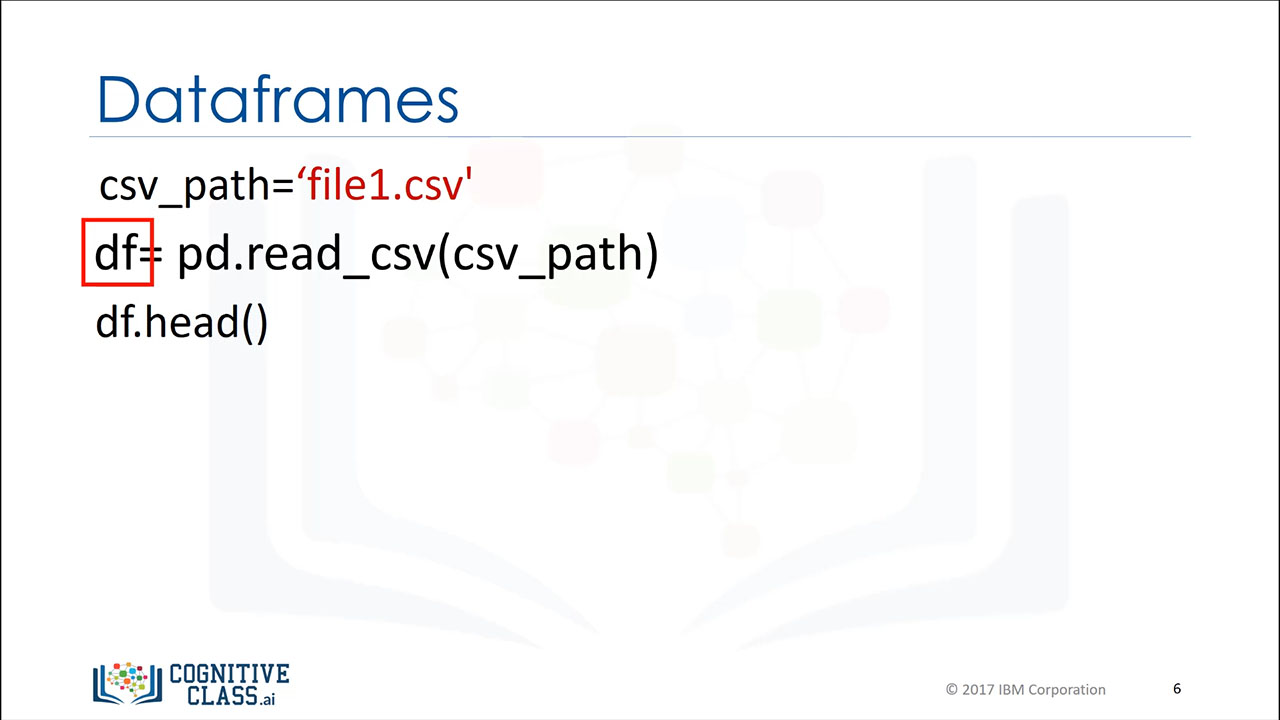 Dataframes
csv_path=‘file1.csv'
df= pd.read_csv(csv_path)
df.head()
COGNITIVE
CLASS.ai
© 2017 IBM Corporation
6